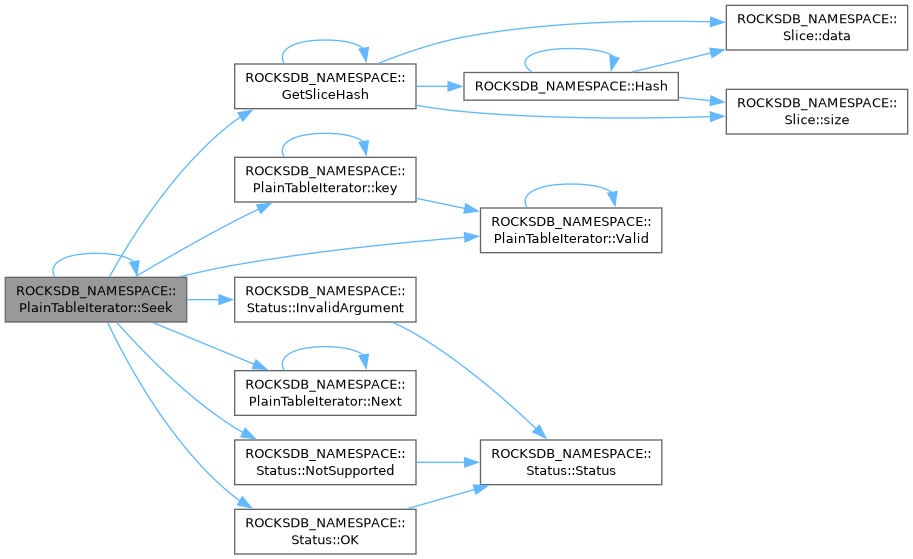 ROCKSDB_NAMESPACE::
Slice::data
ROCKSDB_NAMESPACE::
GetSliceHash
ROCKSDB_NAMESPACE::Hash
ROCKSDB_NAMESPACE::
Slice::size
ROCKSDB_NAMESPACE::
PlainTableIterator::key
ROCKSDB_NAMESPACE::
PlainTableIterator::Valid
ROCKSDB_NAMESPACE::
PlainTableIterator::Seek
ROCKSDB_NAMESPACE::
Status::InvalidArgument
ROCKSDB_NAMESPACE::
PlainTableIterator::Next
ROCKSDB_NAMESPACE::
Status::NotSupported
ROCKSDB_NAMESPACE::
Status::Status
ROCKSDB_NAMESPACE::
Status::OK